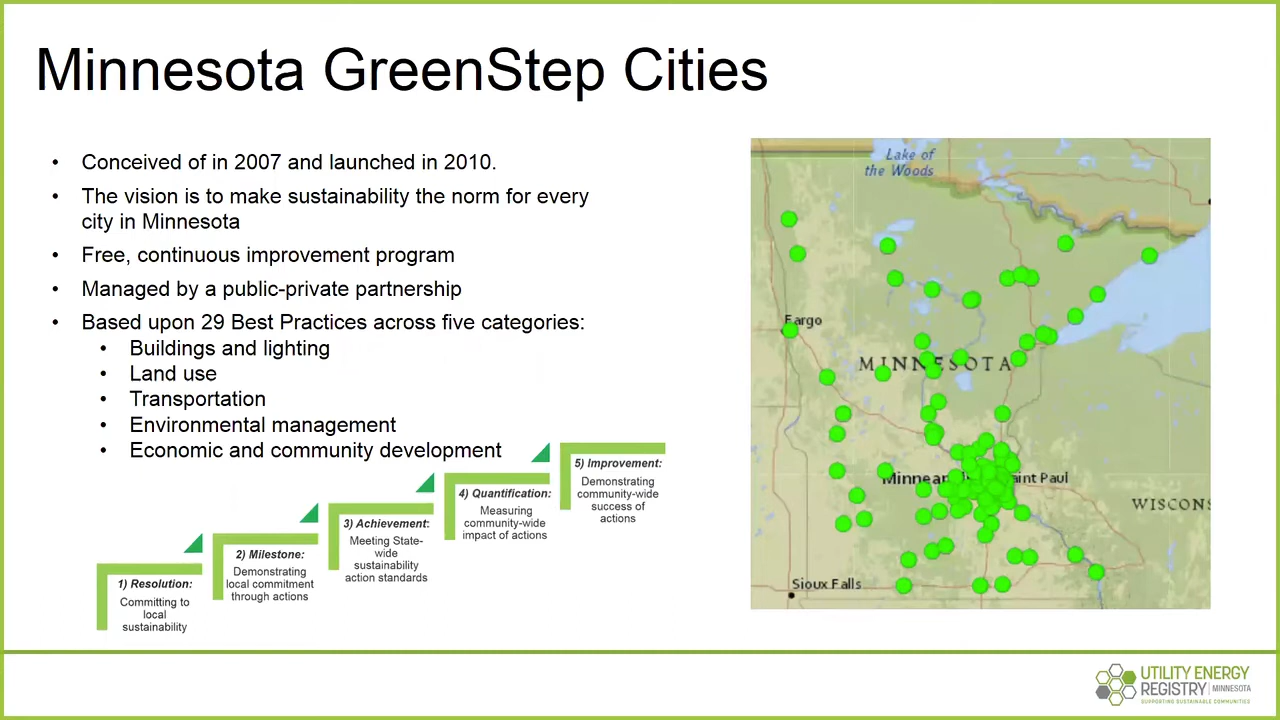 Minnesota GreenStep Cities
• Conceived of in 2007 and launched in 2010.
• The vision is to make sustainability the norm for every
city in Minnesota
• Free, continuous improvement program
• Managed by a public-private partnership
• Based upon 29 Best Practices across five categories:
• Buildings and lighting
• Land use
• Transportation
• Environmental management
• Economic and community development
1) Resolution:
Committing to
local
sustainability
2) Milestone:
Demonstrating
local commitment
through actions
3) Achievement:
Meeting State-
wide
sustainability
action standards
4) Quantification:
Measuring
community-wide
impact of actions
5) Improvement:
Demonstrating
community-wide
success of
actions
Lake of
the Woods
Fargo
MINNESOTA
Minneap
aint Paul
WISCONS
Sioux Falls
UTILITY ENERGY
REGISTRY | MINNESOTA
SUPPORTING SUSTAINABLE COMMUNITIES